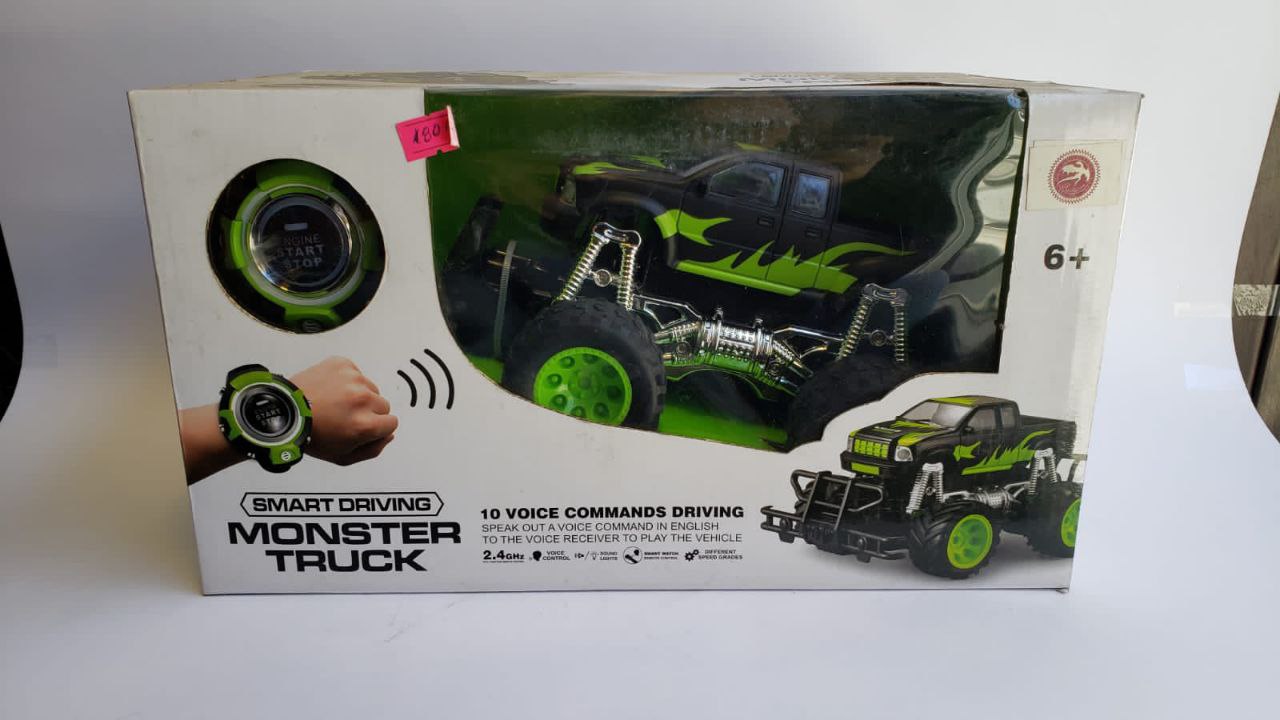 180
ENGINE
START
STOP
6+
START
SMART DRIVING
MONSTER
TRUCK
10 VOICE COMMANDS DRIVING
SPEAK OUT A VOICE COMMAND IN ENGLISH
TO THE VOICE RECEIVER TO PLAY THE VEHICLE
2.4GHz VOICE CONTROL SOUND LIGHTS SMART WATCH REMOTE CONTROL DIFFERENT SPEED GRADES